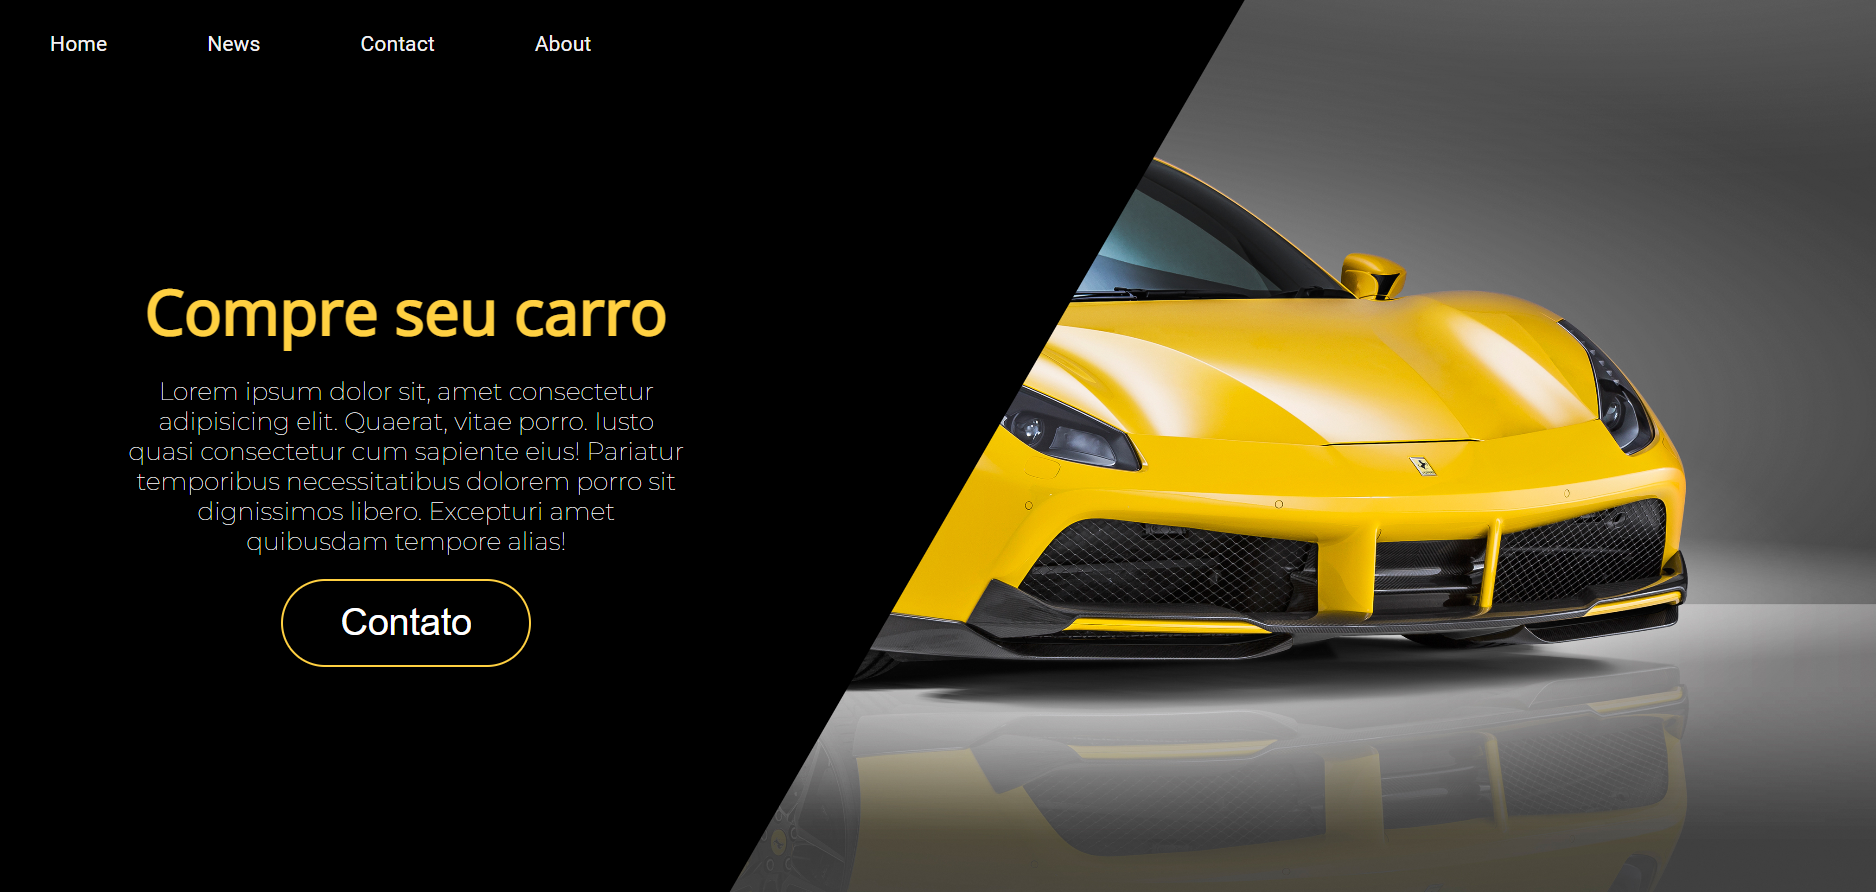 Home News Contact About
Compre seu carro
Lorem ipsum dolor sit, amet consectetur
adipisicing elit. Quaerat, vitae porro. Iusto
quasi consectetur cum sapiente eius! Pariatur
temporibus necessitatibus dolorem porro sit
dignissimos libero. Excepturi amet
quibusdam tempore alias!
Contato